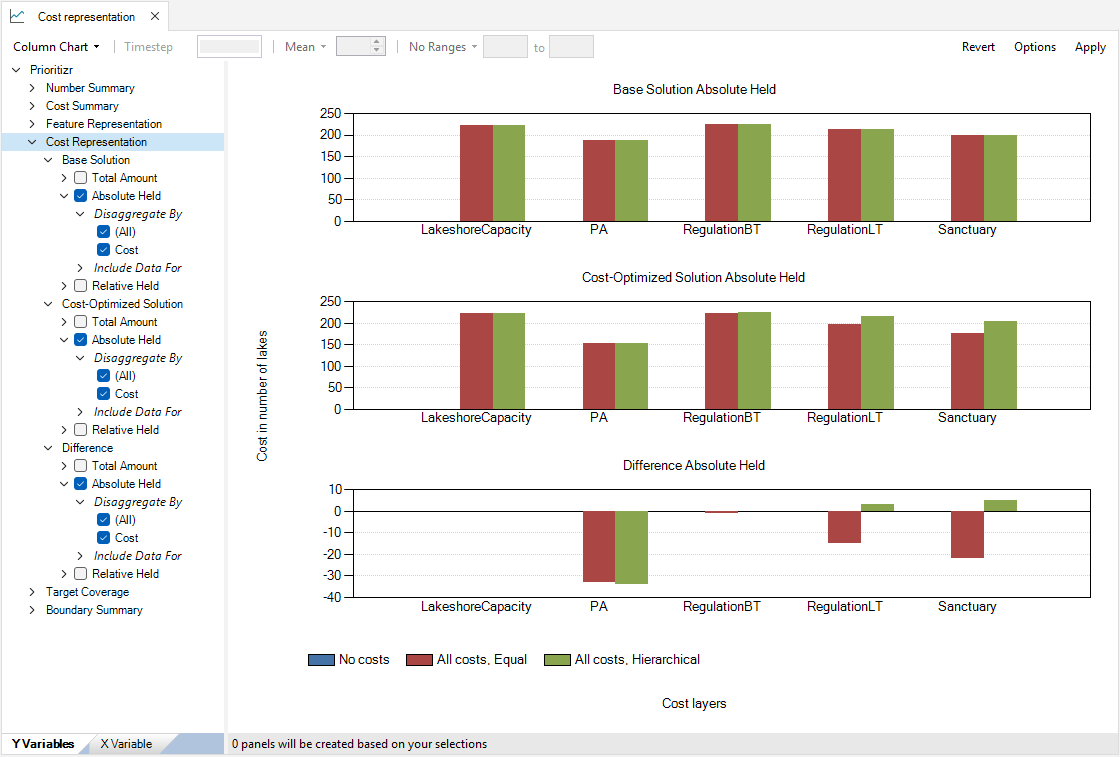 Cost representation
Column Chart Timestep Mean No Ranges to Revert Options Apply
Prioritizr
Number Summary
Cost Summary
Feature Representation
Cost Representation
Base Solution
Total Amount
Absolute Held
Disaggregate By
(All)
Cost
Include Data For
Relative Held
Cost-Optimized Solution
Total Amount
Absolute Held
Disaggregate By
(All)
Cost
Include Data For
Relative Held
Difference
Total Amount
Absolute Held
Disaggregate By
(All)
Cost
Include Data For
Relative Held
Target Coverage
Boundary Summary
Y Variables X Variable
Cost in number of lakes
Base Solution Absolute Held
250
200
150
100
50
0
LakeshoreCapacity PA RegulationBT RegulationLT Sanctuary
Cost-Optimized Solution Absolute Held
250
200
150
100
50
0
LakeshoreCapacity PA RegulationBT RegulationLT Sanctuary
Difference Absolute Held
10
0
-10
-20
-30
-40
LakeshoreCapacity PA RegulationBT RegulationLT Sanctuary
No costs All costs, Equal All costs, Hierarchical
Cost layers
0 panels will be created based on your selections